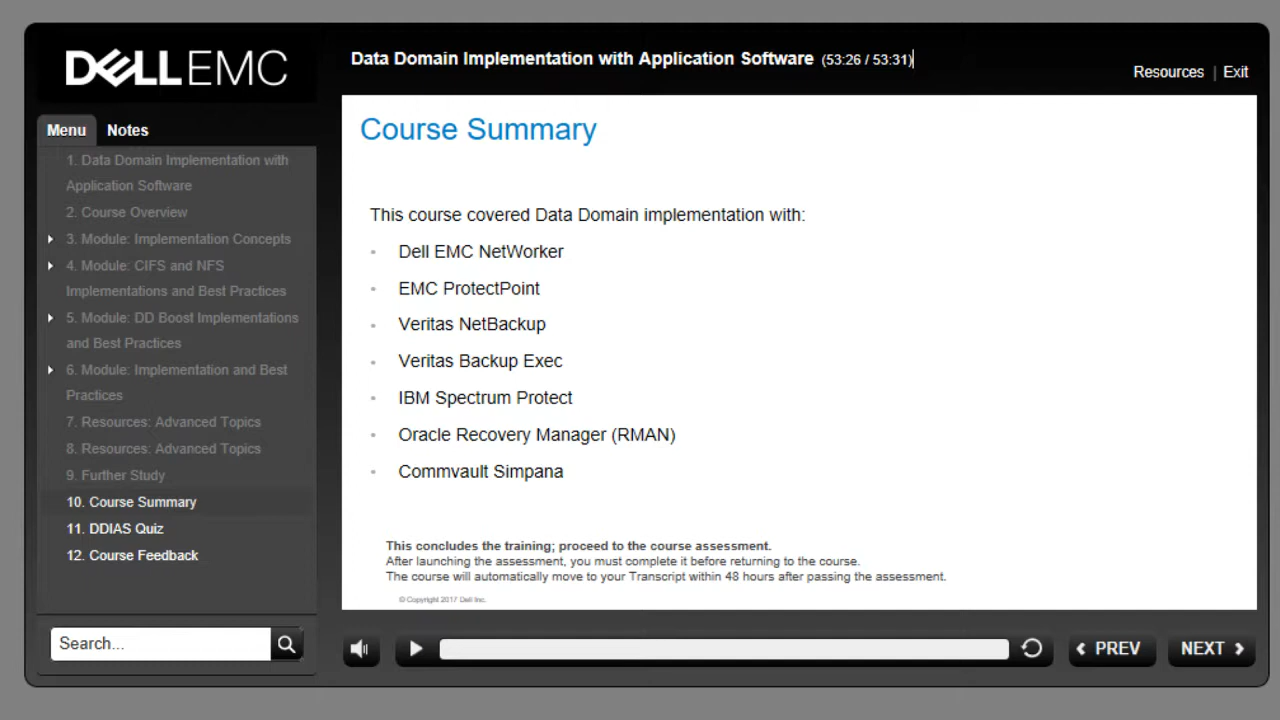 DELLEMC
Data Domain Implementation with Application Software (53:26 / 53:31)
Resources | Exit
Menu
Notes
1. Data Domain Implementation with
Application Software
2. Course Overview
3. Module: Implementation Concepts
4. Module: CIFS and NFS
Implementations and Best Practices
5. Module: DD Boost Implementations
and Best Practices
6. Module: Implementation and Best
Practices
7. Resources: Advanced Topics
8. Resources: Advanced Topics
9. Further Study
10. Course Summary
11. DDIAS Quiz
12. Course Feedback
Search...
Course Summary
This course covered Data Domain implementation with:
Dell EMC NetWorker
EMC ProtectPoint
Veritas NetBackup
Veritas Backup Exec
IBM Spectrum Protect
Oracle Recovery Manager (RMAN)
Commvault Simpana
This concludes the training; proceed to the course assessment.
After launching the assessment, you must complete it before returning to the course.
The course will automatically move to your Transcript within 48 hours after passing the assessment.
© Copyright 2017 Dell Inc.
PREV
NEXT